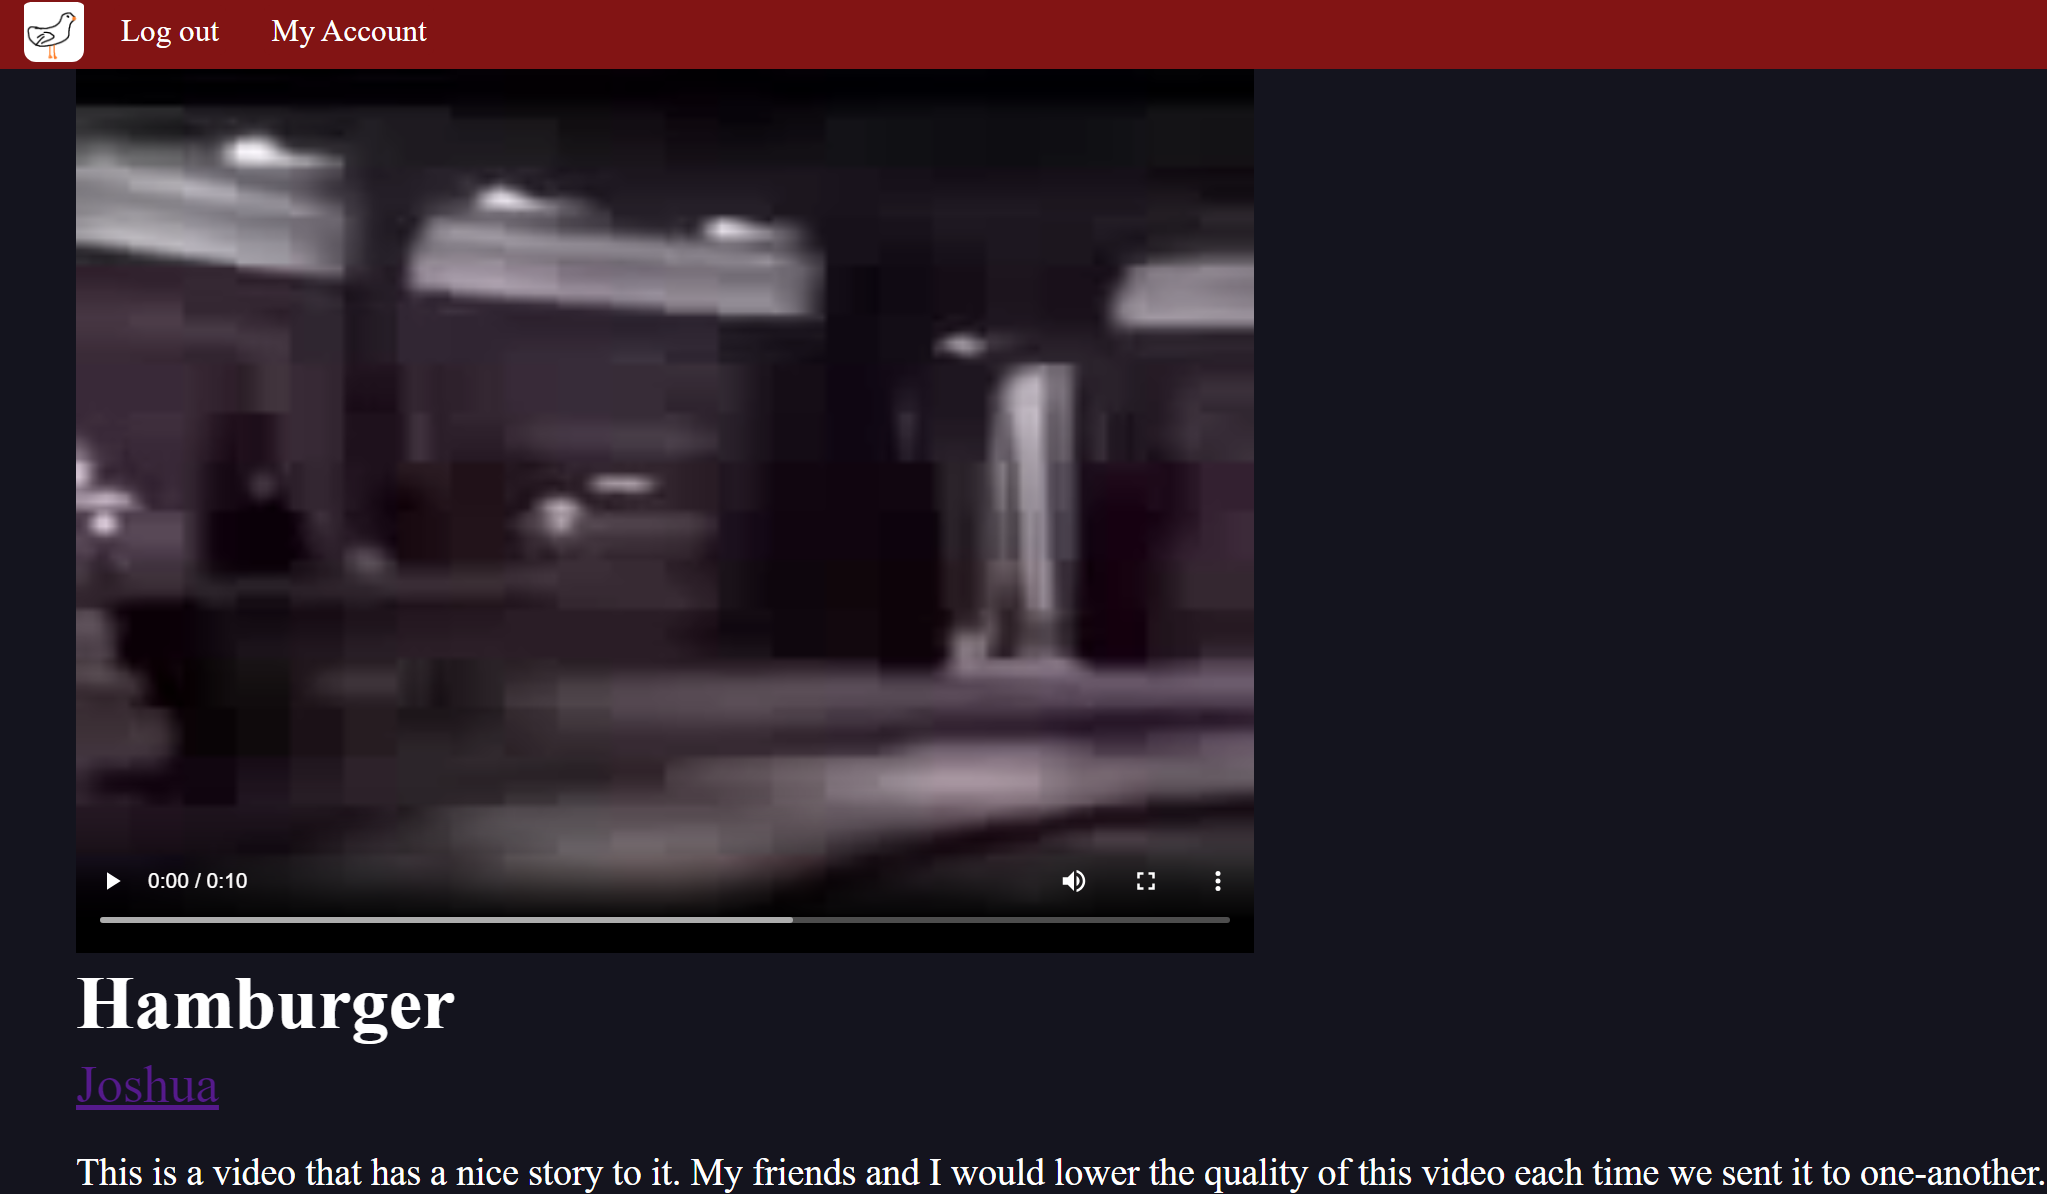 Log out My Account
0:00 / 0:10
Hamburger
Joshua
This is a video that has a nice story to it. My friends and I would lower the quality of this video each time we sent it to one-another.